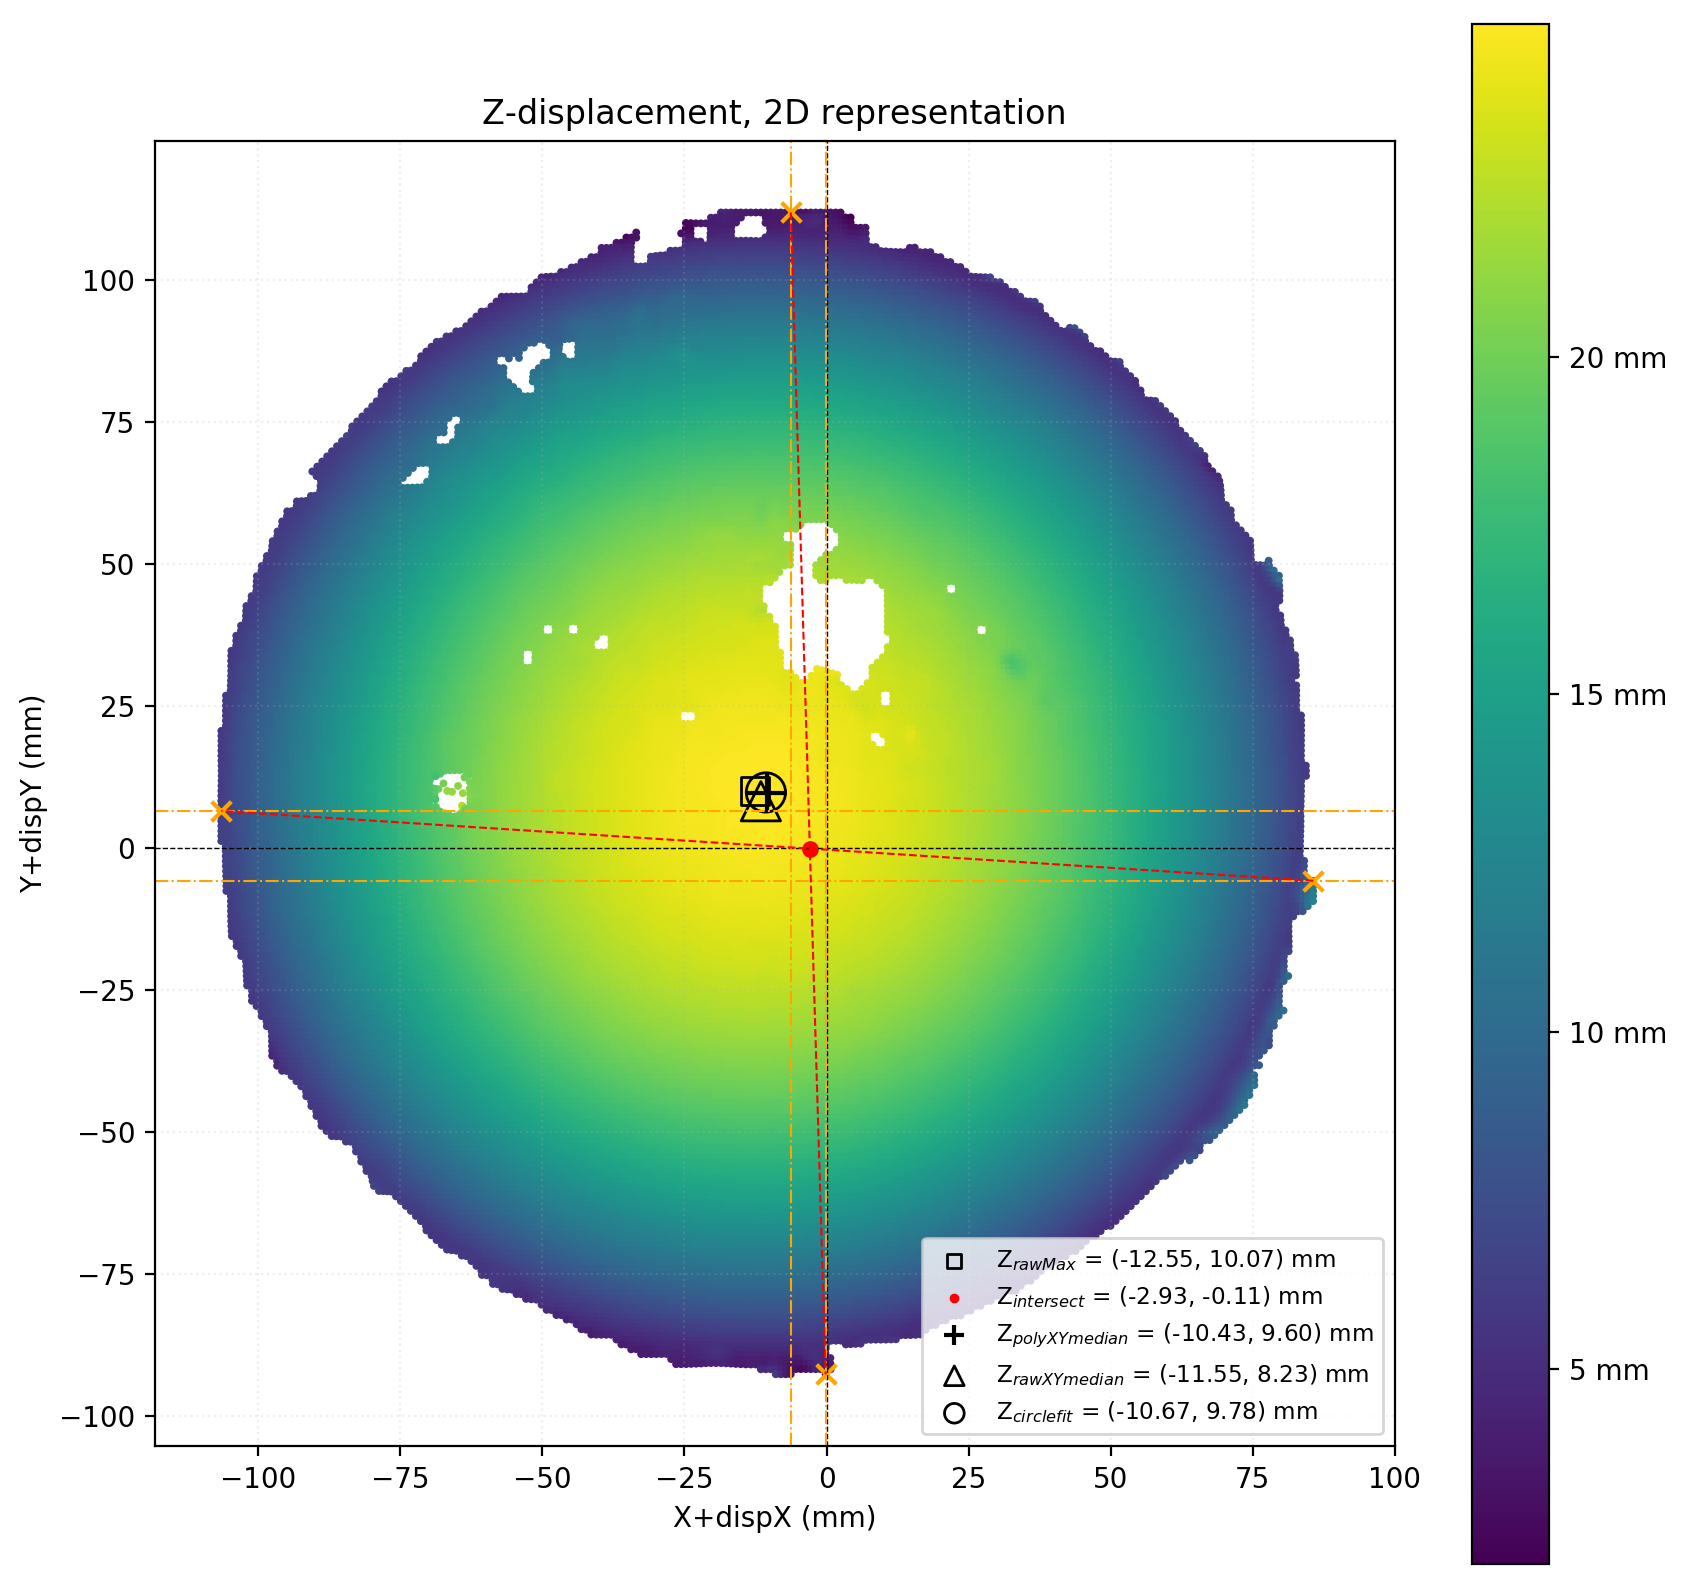 Z-displacement, 2D representation
Y+dispY (mm)
100
75
50
25
0
−25
−50
−75
−100
−100
−75
−50
−25
0
25
50
75
100
X+dispX (mm)
20 mm
15 mm
10 mm
5 mm
Z_rawMax = (-12.55, 10.07) mm
Z_intersect = (-2.93, -0.11) mm
Z_polyXYmedian = (-10.43, 9.60) mm
Z_rawXYmedian = (-11.55, 8.23) mm
Z_circlefit = (-10.67, 9.78) mm